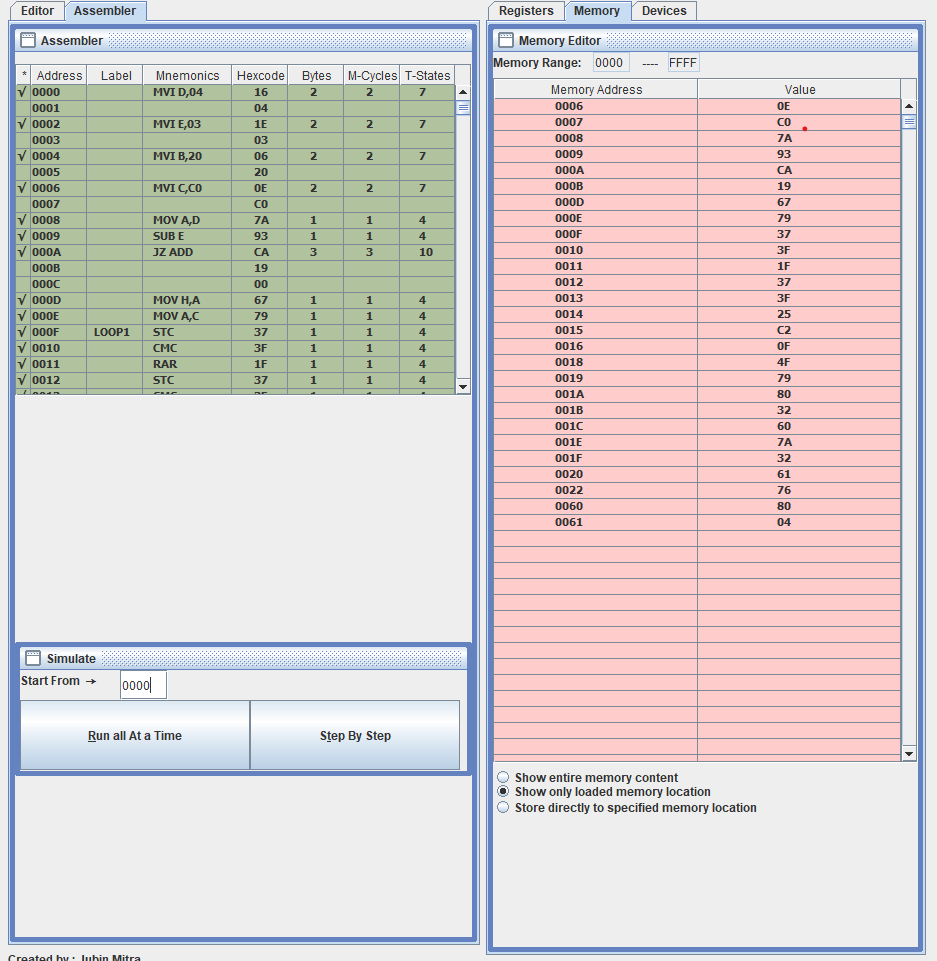 Editor Assembler
Assembler
* Address Label Mnemonics Hexcode Bytes M-Cycles T-States
√ 0000 MVI D,04 16 2 2 7
0001 04
√ 0002 MVI E,03 1E 2 2 7
0003 03
√ 0004 MVI B,20 06 2 2 7
0005 20
√ 0006 MVI C,C0 0E 2 2 7
0007 C0
√ 0008 MOV A,D 7A 1 1 4
√ 0009 SUB E 93 1 1 4
√ 000A JZ ADD CA 3 3 10
000B 19
000C 00
√ 000D MOV H,A 67 1 1 4
√ 000E MOV A,C 79 1 1 4
√ 000F LOOP1 STC 37 1 1 4
√ 0010 CMC 3F 1 1 4
√ 0011 RAR 1F 1 1 4
√ 0012 STC 37 1 1 4
Simulate
Start From → 0000
Run all At a Time Step By Step
Created by : Jubin Mitra
Registers Memory Devices
Memory Editor
Memory Range: 0000 ---- FFFF
Memory Address Value
0006 0E
0007 C0
0008 7A
0009 93
000A CA
000B 19
000D 67
000E 79
000F 37
0010 3F
0011 1F
0012 37
0013 3F
0014 25
0015 C2
0016 0F
0018 4F
0019 79
001A 80
001B 32
001C 60
001E 7A
001F 32
0020 61
0022 76
0060 80
0061 04
Show entire memory content
Show only loaded memory location
Store directly to specified memory location